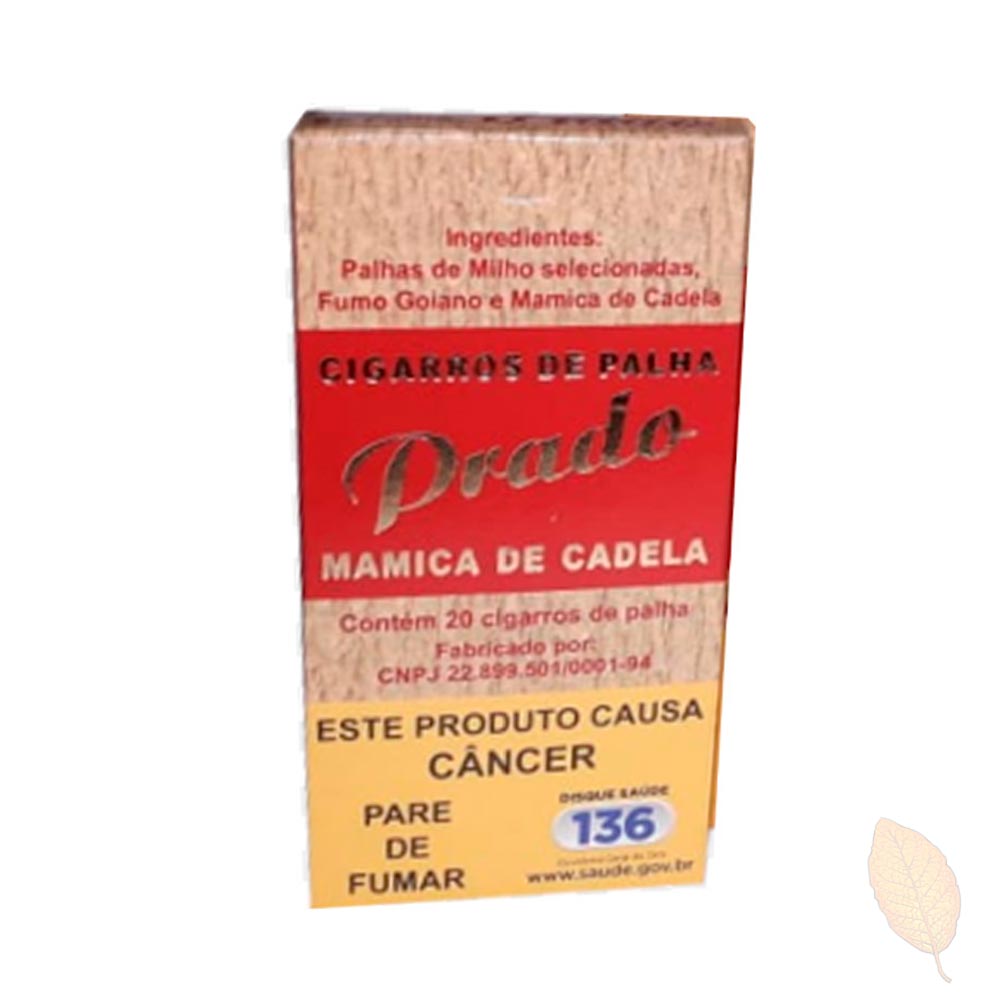 Ingredientes:
Palhas de Milho selecionadas,
Fumo Goiano e Mamica de Cadela
CIGARROS DE PALHA
Prado
MAMICA DE CADELA
Contém 20 cigarros de palha
Fabricado por:
CNPJ 22.899.501/0001-94
ESTE PRODUTO CAUSA
CÂNCER
PARE
DE
FUMAR
DISQUE SAÚDE
136
www.saude.gov.br